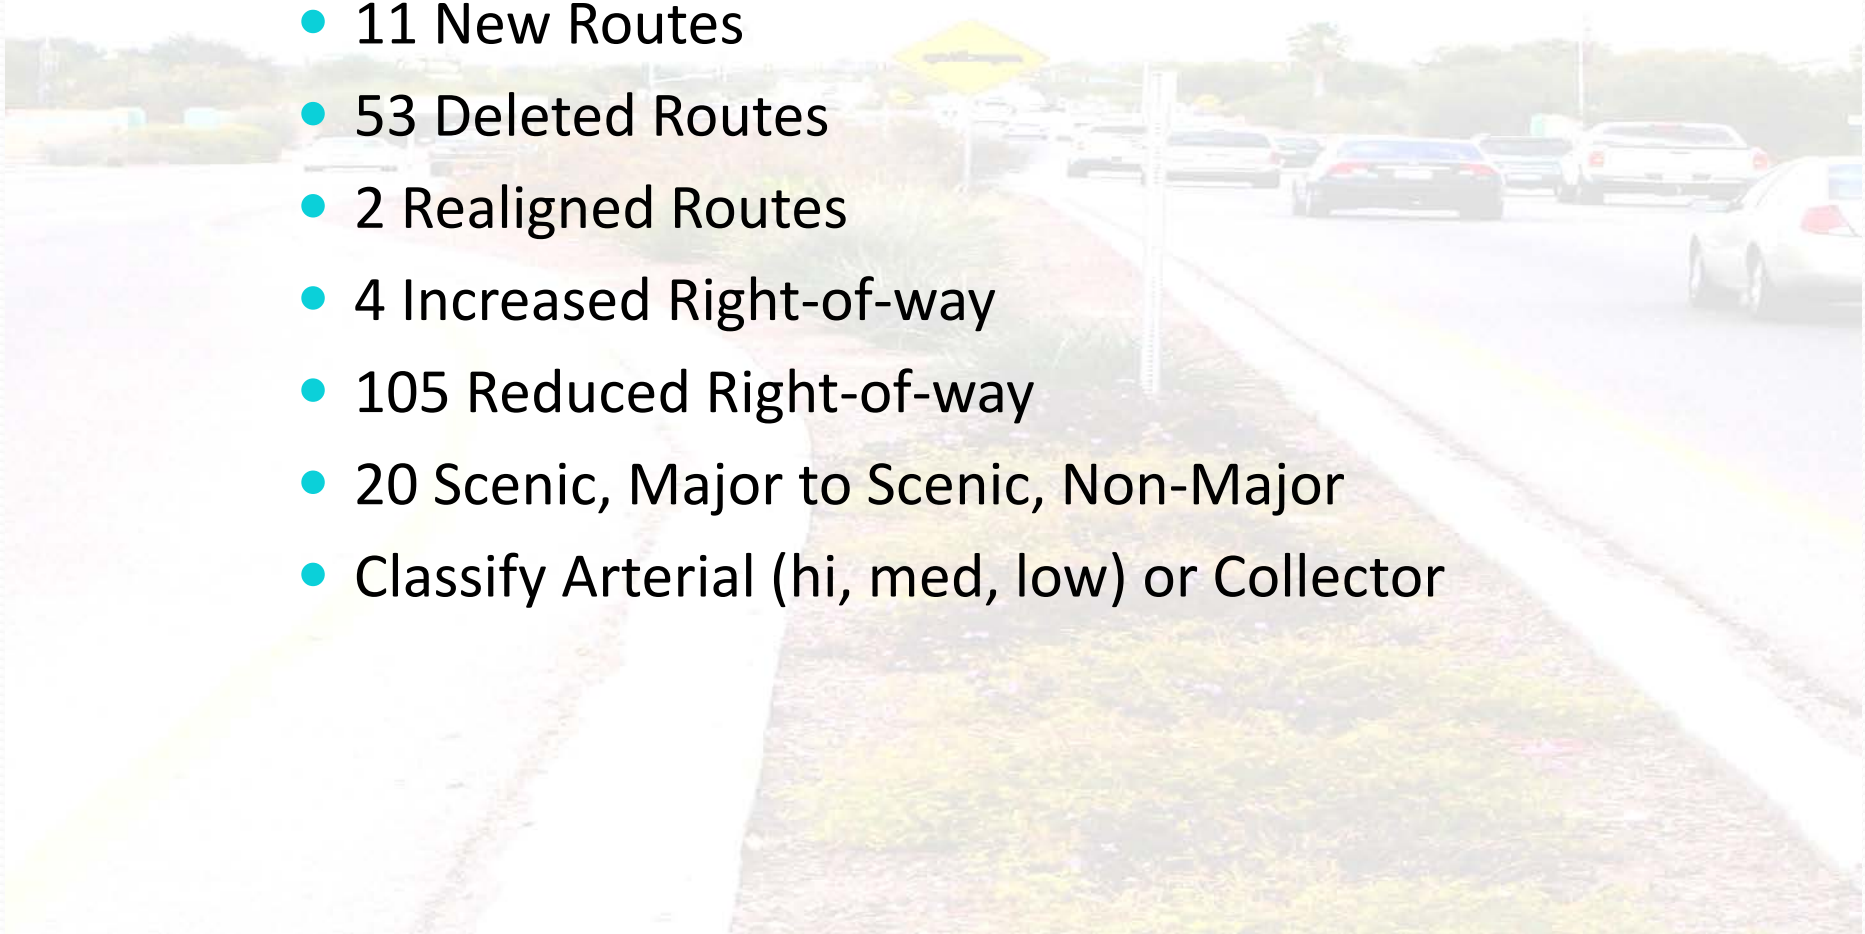 • 11 New Routes
• 53 Deleted Routes
• 2 Realigned Routes
• 4 Increased Right-of-way
• 105 Reduced Right-of-way
• 20 Scenic, Major to Scenic, Non-Major
• Classify Arterial (hi, med, low) or Collector